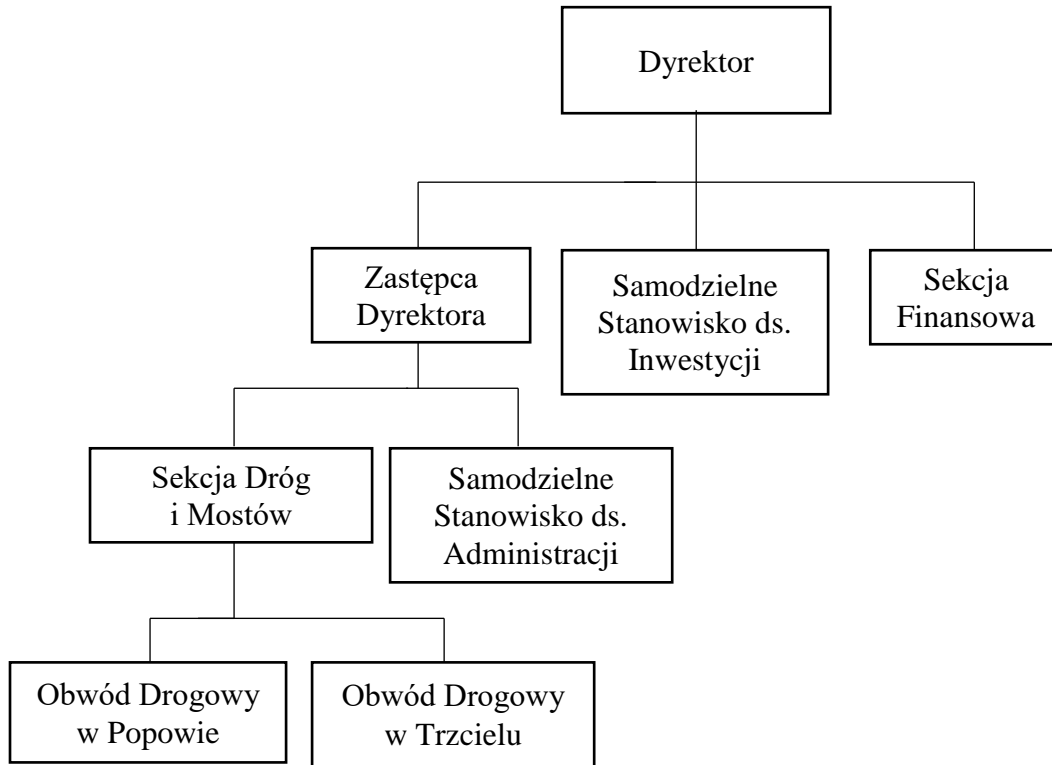 Dyrektor
Zastępca
Dyrektora
Samodzielne
Stanowisko ds.
Inwestycji
Sekcja
Finansowa
Sekcja Dróg
i Mostów
Samodzielne
Stanowisko ds.
Administracji
Obwód Drogowy
w Popowie
Obwód Drogowy
w Trzcielu